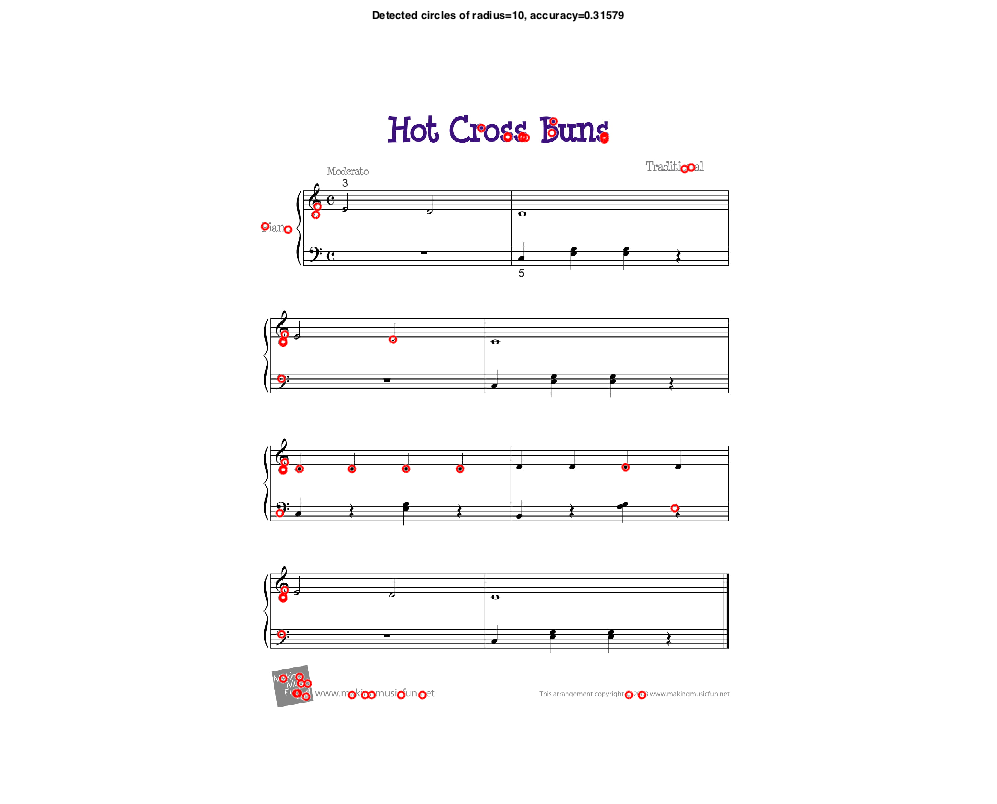 Detected circles of radius=10, accuracy=0.31579
Hot Cross Buns
Traditional
Moderato
3
Piano
5
www.makingmusicfun.net
This arrangement copyright www.makingmusicfun.net